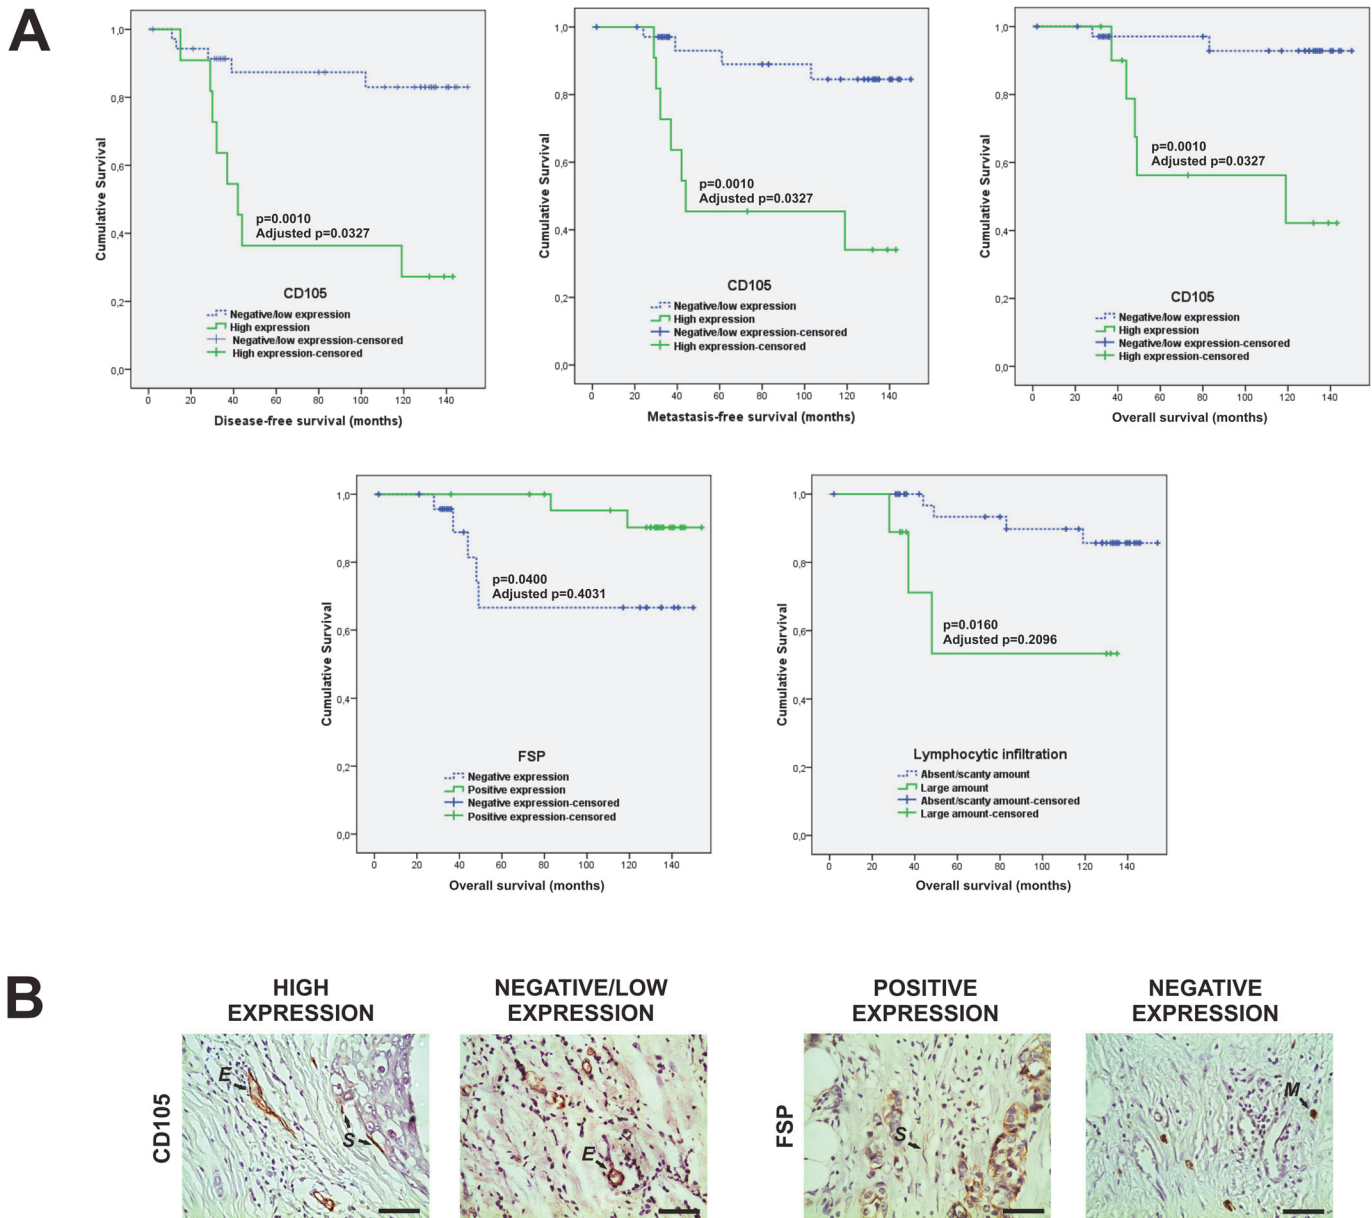 A
1,0
0,8
0,6
0,4
0,2
0,0
Cumulative Survival
p=0.0010
Adjusted p=0.0327
CD105
Negative/low expression
High expression
Negative/low expression-censored
High expression-censored
0 20 40 60 80 100 120 140
Disease-free survival (months)
1,0
0,8
0,6
0,4
0,2
0,0
Cumulative Survival
p=0.0010
Adjusted p=0.0327
CD105
Negative/low expression
High expression
Negative/low expression-censored
High expression-censored
0 20 40 60 80 100 120 140
Metastasis-free survival (months)
1,0
0,8
0,6
0,4
0,2
0,0
Cumulative Survival
p=0.0010
Adjusted p=0.0327
CD105
Negative/low expression
High expression
Negative/low expression-censored
High expression-censored
0 20 40 60 80 100 120 140
Overall survival (months)
1,0
0,8
0,6
0,4
0,2
0,0
Cumulative Survival
p=0.0400
Adjusted p=0.4031
FSP
Negative expression
Positive expression
Negative expression-censored
Positive expression-censored
0 20 40 60 80 100 120 140
Overall survival (months)
1,0
0,8
0,6
0,4
0,2
0,0
Cumulative Survival
p=0.0160
Adjusted p=0.2096
Lymphocytic infiltration
Absent/scanty amount
Large amount
Absent/scanty amount-censored
Large amount-censored
0 20 40 60 80 100 120 140
Overall survival (months)
B
HIGH
EXPRESSION
NEGATIVE/LOW
EXPRESSION
POSITIVE
EXPRESSION
NEGATIVE
EXPRESSION
CD105
E
S
E
FSP
S
M